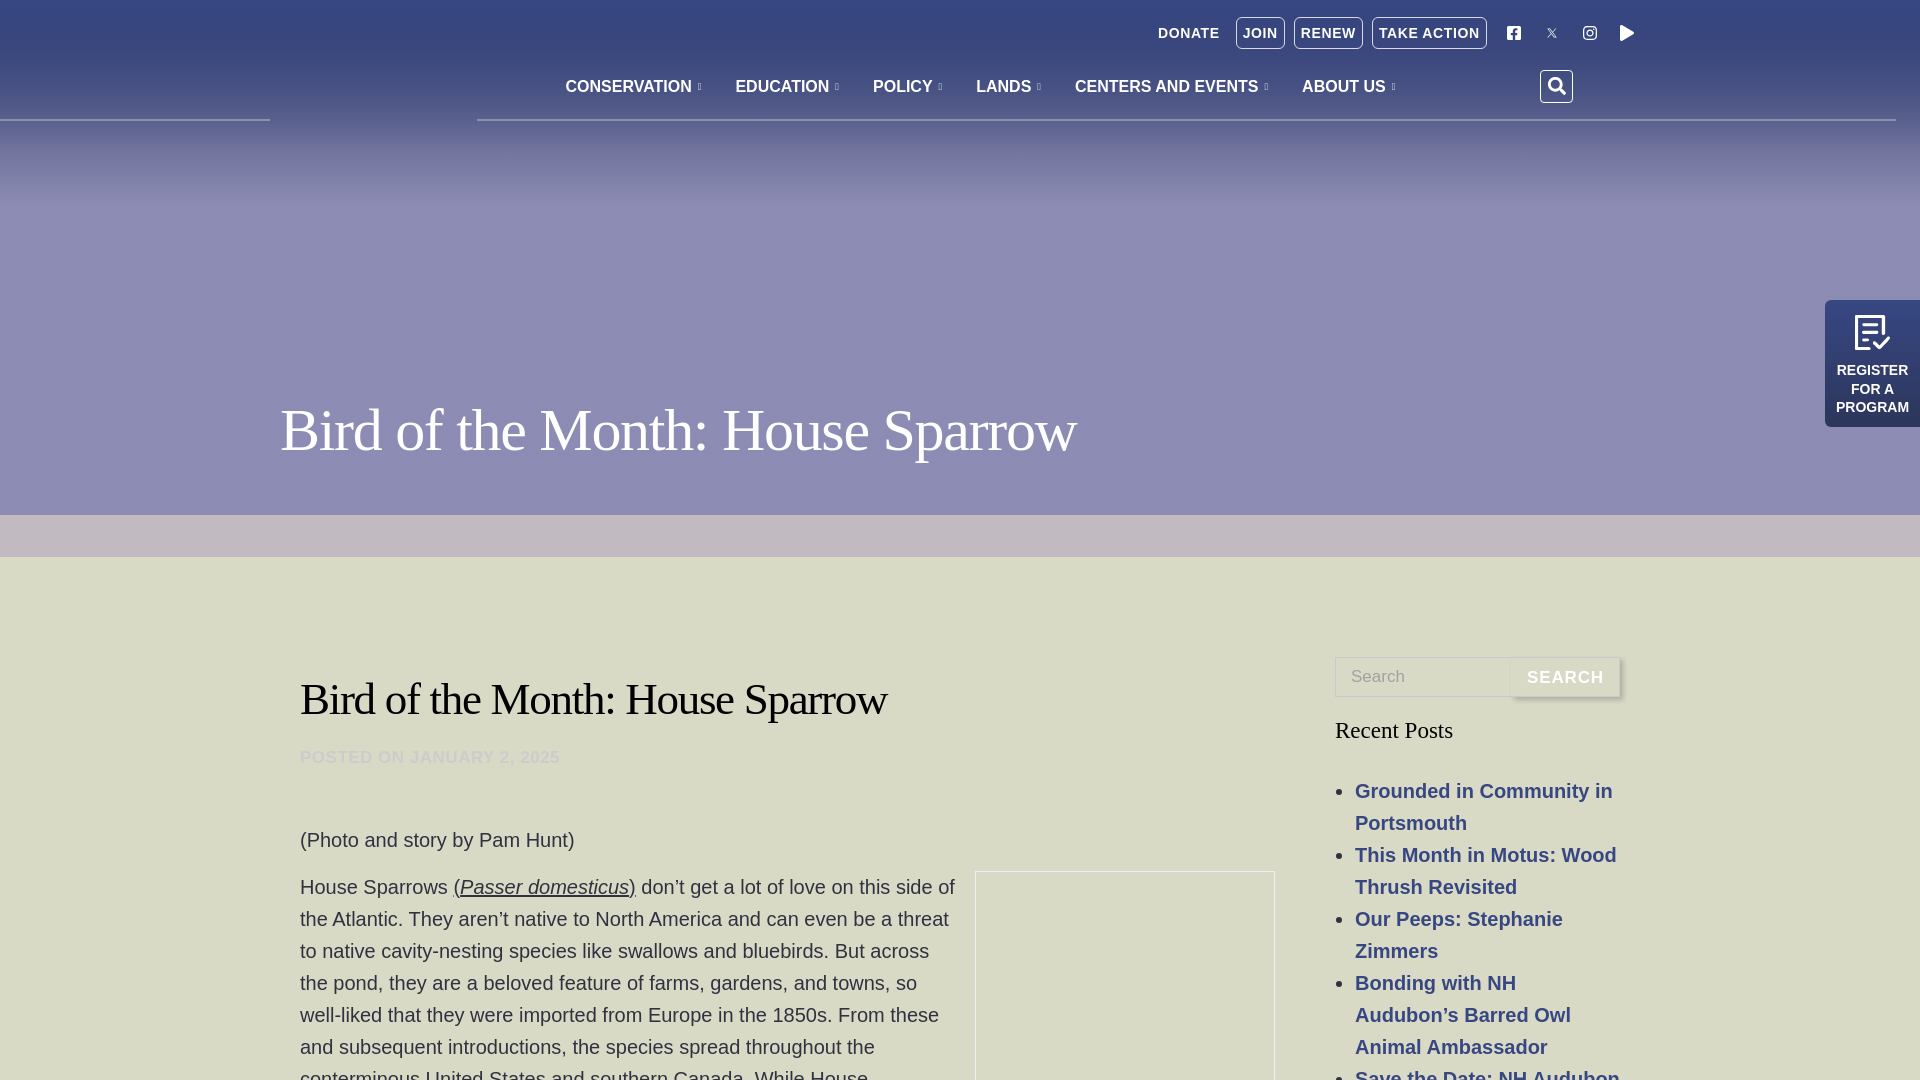 DONATE JOIN RENEW TAKE ACTION
CONSERVATION EDUCATION POLICY LANDS CENTERS AND EVENTS ABOUT US
REGISTER
FOR A
PROGRAM
Bird of the Month: House Sparrow
Bird of the Month: House Sparrow
POSTED ON JANUARY 2, 2025
(Photo and story by Pam Hunt)
House Sparrows (Passer domesticus) don’t get a lot of love on this side of
the Atlantic. They aren’t native to North America and can even be a threat
to native cavity-nesting species like swallows and bluebirds. But across
the pond, they are a beloved feature of farms, gardens, and towns, so
well-liked that they were imported from Europe in the 1850s. From these
and subsequent introductions, the species spread throughout the
conterminous United States and southern Canada. While House
Search SEARCH
Recent Posts
• Grounded in Community in
Portsmouth
• This Month in Motus: Wood
Thrush Revisited
• Our Peeps: Stephanie
Zimmers
• Bonding with NH
Audubon’s Barred Owl
Animal Ambassador
• Save the Date: NH Audubon